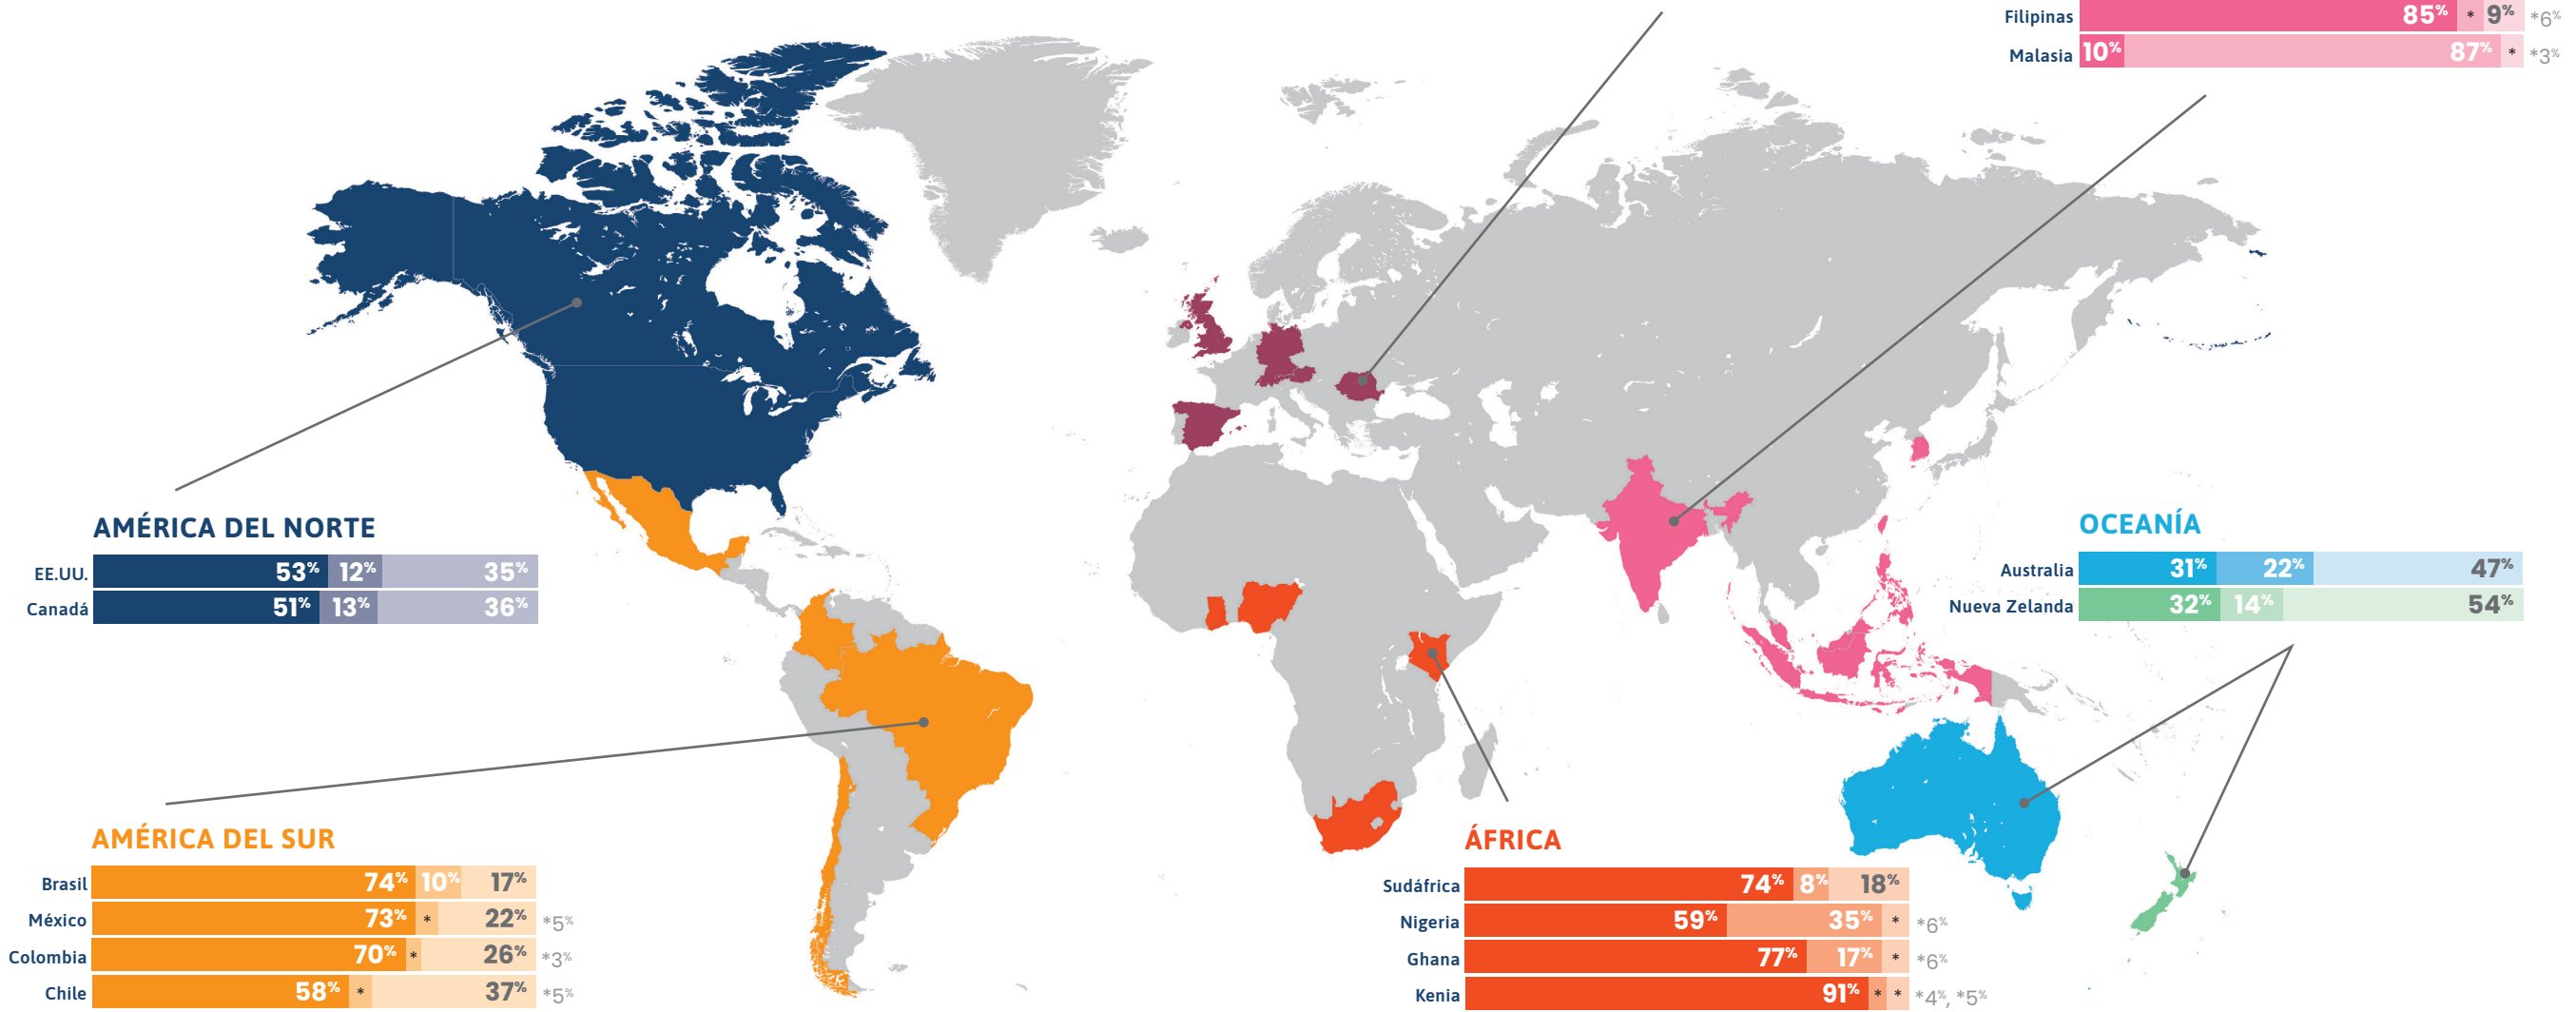 Filipinas 85% * 9% *6%
Malasia 10% 87% * *3%
AMÉRICA DEL NORTE
EE.UU. 53% 12% 35%
Canadá 51% 13% 36%
OCEANÍA
Australia 31% 22% 47%
Nueva Zelanda 32% 14% 54%
AMÉRICA DEL SUR
Brasil 74% 10% 17%
México 73% * 22% *5%
Colombia 70% * 26% *3%
Chile 58% * 37% *5%
ÁFRICA
Sudáfrica 74% 8% 18%
Nigeria 59% 35% * *6%
Ghana 77% 17% * *6%
Kenia 91% * * *4%, *5%